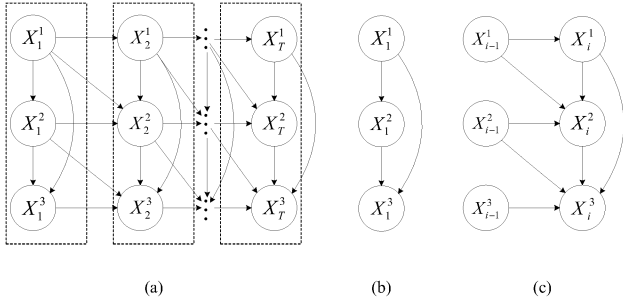 X_1^1 X_2^1 ⋮ X_T^1 X_1^1 X_{i-1}^1 X_i^1
X_1^2 X_2^2 ⋮ X_T^2 X_1^2 X_{i-1}^2 X_i^2
X_1^3 X_2^3 ⋮ X_T^3 X_1^3 X_{i-1}^3 X_i^3
(a) (b) (c)